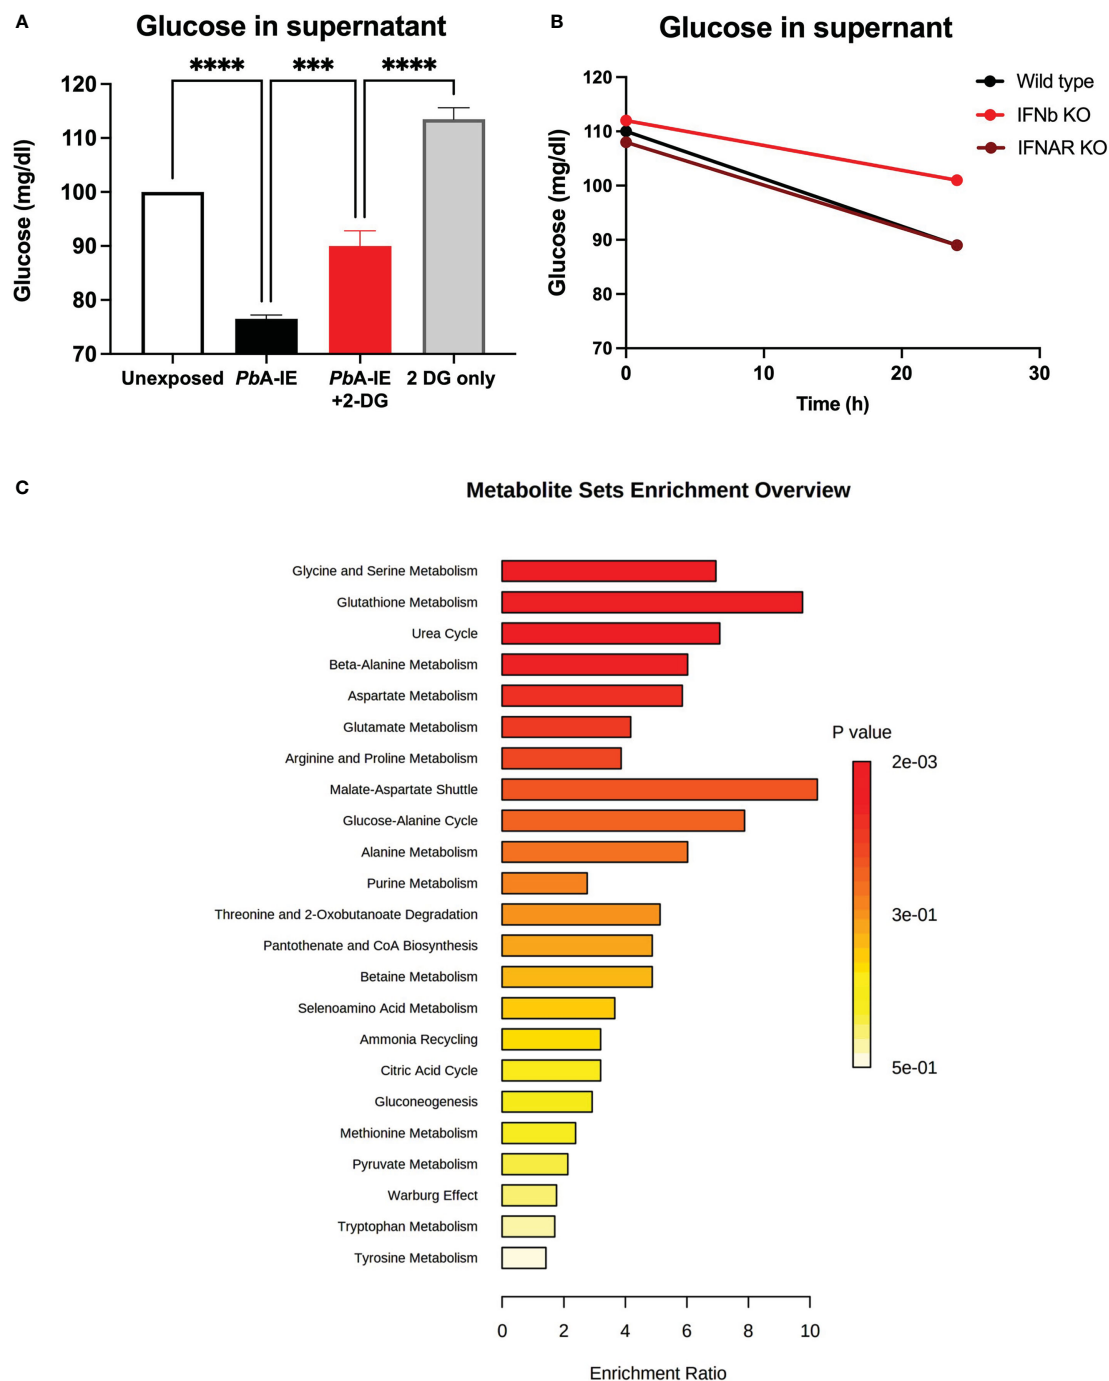 A
Glucose in supernatant
**** *** ****
120
110
100
90
80
70
Glucose (mg/dl)
Unexposed PbA-IE PbA-IE 2 DG only
+2-DG
B
Glucose in supernant
120
110
100
90
80
70
Glucose (mg/dl)
0 10 20 30
Time (h)
Wild type
IFNb KO
IFNAR KO
C
Metabolite Sets Enrichment Overview
Glycine and Serine Metabolism
Glutathione Metabolism
Urea Cycle
Beta-Alanine Metabolism
Aspartate Metabolism
Glutamate Metabolism
Arginine and Proline Metabolism
Malate-Aspartate Shuttle
Glucose-Alanine Cycle
Alanine Metabolism
Purine Metabolism
Threonine and 2-Oxobutanoate Degradation
Pantothenate and CoA Biosynthesis
Betaine Metabolism
Selenoamino Acid Metabolism
Ammonia Recycling
Citric Acid Cycle
Gluconeogenesis
Methionine Metabolism
Pyruvate Metabolism
Warburg Effect
Tryptophan Metabolism
Tyrosine Metabolism
0 2 4 6 8 10
Enrichment Ratio
P value
2e-03
3e-01
5e-01